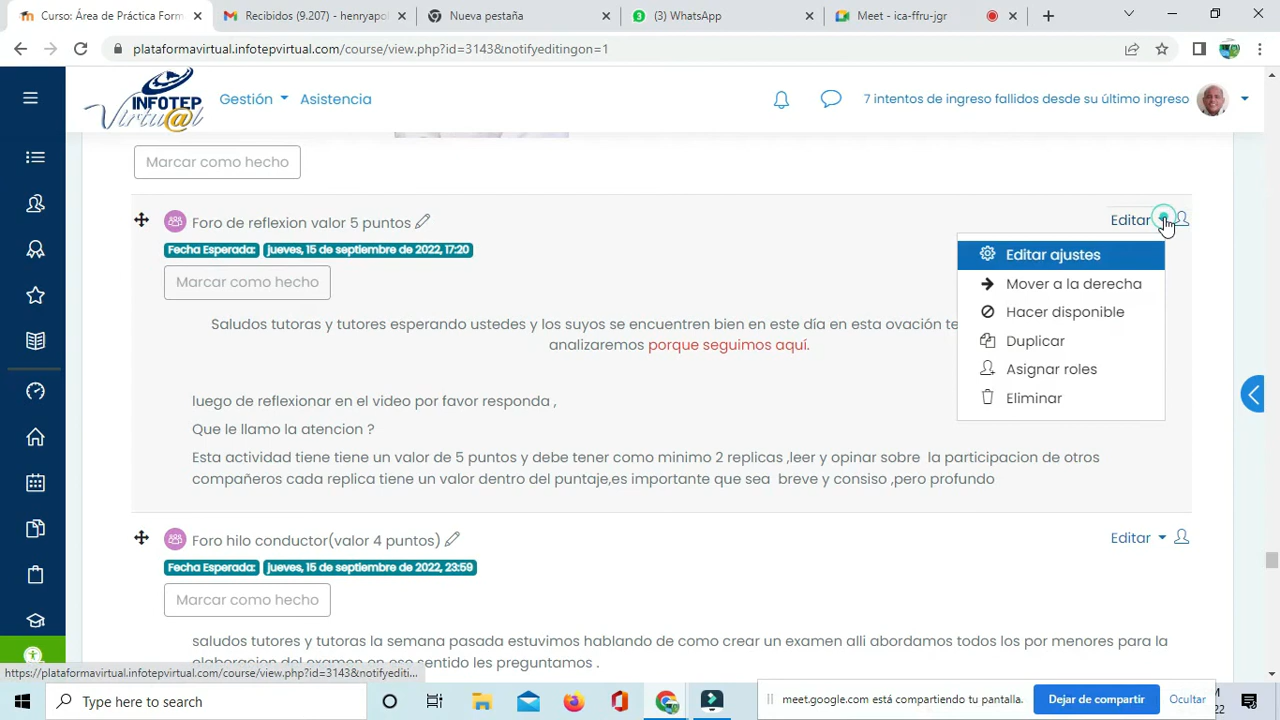 Curso: Área de Práctica Form
Recibidos (9.207) - henrypol
Nueva pestaña
(3) WhatsApp
Meet - ica-ffru-jgr
plataformavirtual.infotepvirtual.com/course/view.php?id=3143&notifyeditingon=1
INFOTEP
Virtu@l
Gestión
Asistencia
7 intentos de ingreso fallidos desde su último ingreso
Marcar como hecho
Foro de reflexion valor 5 puntos
Editar
Fecha Esperada: jueves, 15 de septiembre de 2022, 17:20
Editar ajustes
Marcar como hecho
Mover a la derecha
Hacer disponible
Duplicar
Asignar roles
Eliminar
Saludos tutoras y tutores esperando ustedes y los suyos se encuentren bien en este día en esta ovación te
analizaremos porque seguimos aquí.
luego de reflexionar en el video por favor responda ,
Que le llamo la atencion ?
Esta actividad tiene tiene un valor de 5 puntos y debe tener como minimo 2 replicas ,leer y opinar sobre la participacion de otros
compañeros cada replica tiene un valor dentro del puntaje,es importante que sea breve y consiso ,pero profundo
Foro hilo conductor(valor 4 puntos)
Editar
Fecha Esperada: jueves, 15 de septiembre de 2022, 23:59
Marcar como hecho
saludos tutores y tutoras la semana pasada estuvimos hablando de como crear un examen alli abordamos todos los por menores para la
elaboracion del examen en ese sentido les preguntamos .
https://plataformavirtual.infotepvirtual.com/course/view.php?id=3143&notifyediti...
Type here to search
meet.google.com está compartiendo tu pantalla.
Dejar de compartir
Ocultar
M
22